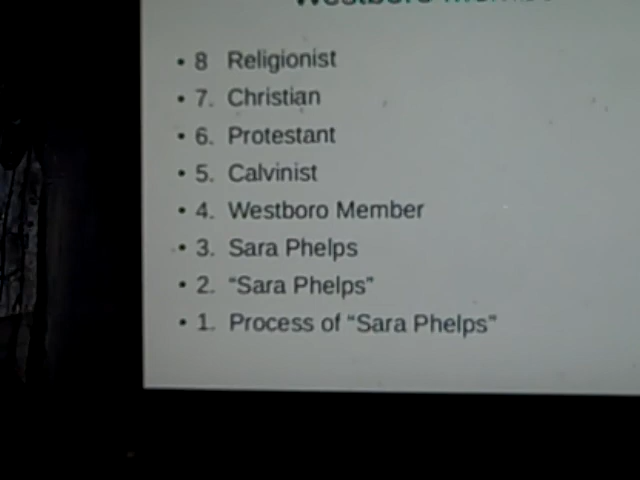 • 8 Religionist
• 7. Christian
• 6. Protestant
• 5. Calvinist
• 4. Westboro Member
• 3. Sara Phelps
• 2. “Sara Phelps”
• 1. Process of “Sara Phelps”